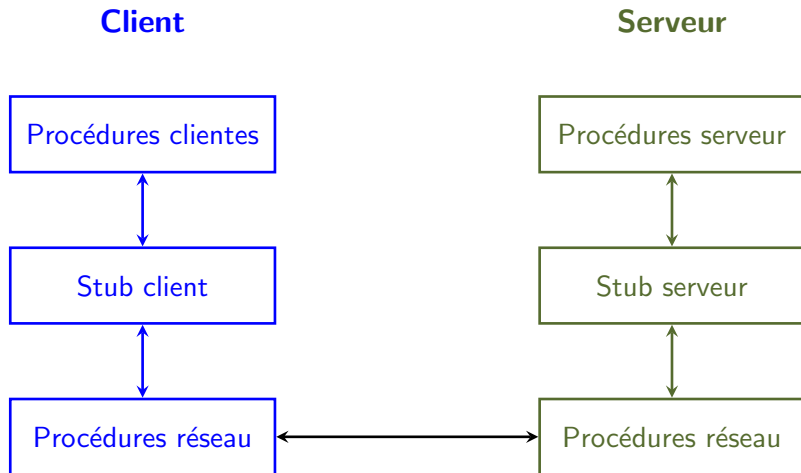 Client
Serveur
Procédures clientes
Procédures serveur
Stub client
Stub serveur
Procédures réseau
Procédures réseau